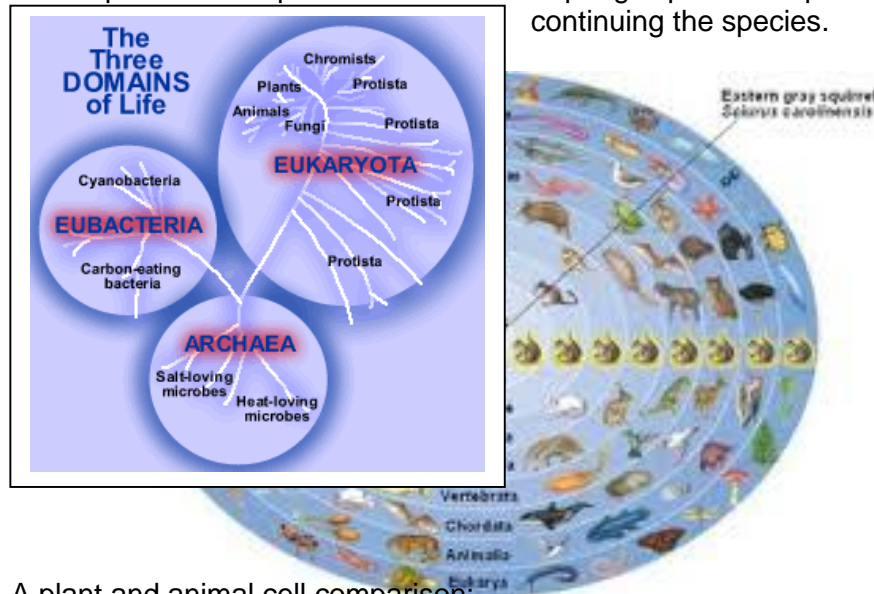 continuing the species.
The
Three
DOMAINS
of Life
Chromists
Plants
Protista
Animals
Fungi
Protista
EUKARYOTA
Protista
Protista
Cyanobacteria
EUBACTERIA
Carbon-eating
bacteria
ARCHAEA
Salt-loving
microbes
Heat-loving
microbes
Eastern gray squirrel
Sciurus carolinensis
Vertebrata
Chordata
Animalia
Eukarya
A plant and animal cell comparison: